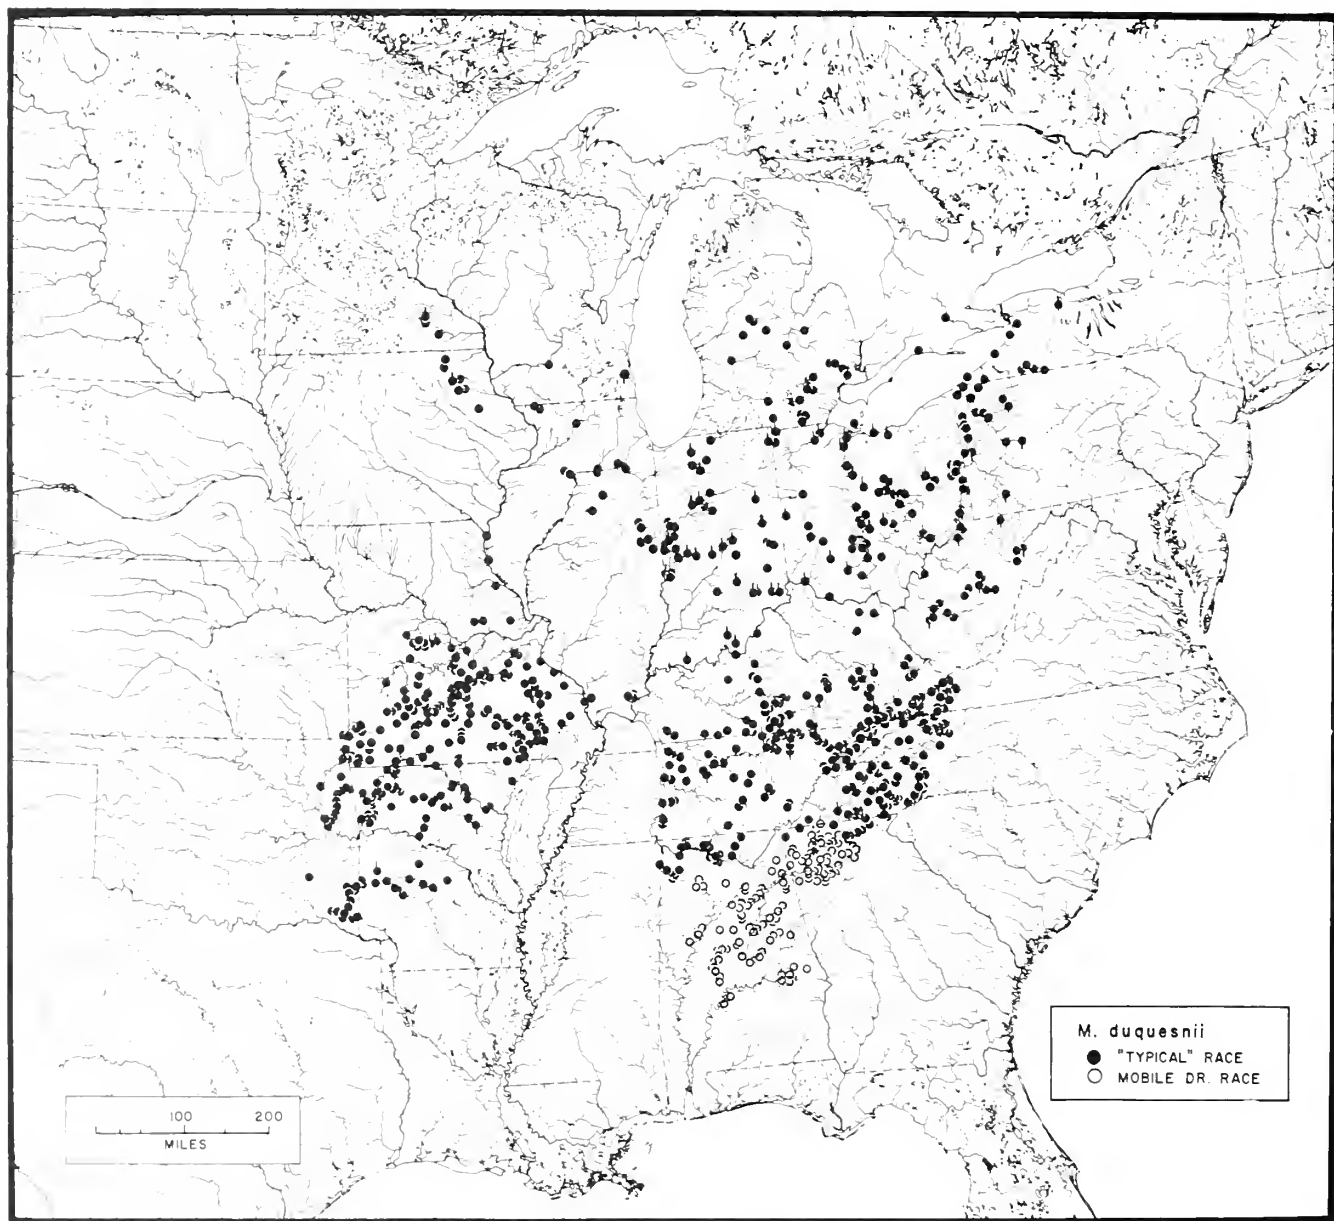 M. duquesnii
"TYPICAL" RACE
MOBILE DR. RACE
100 200
MILES